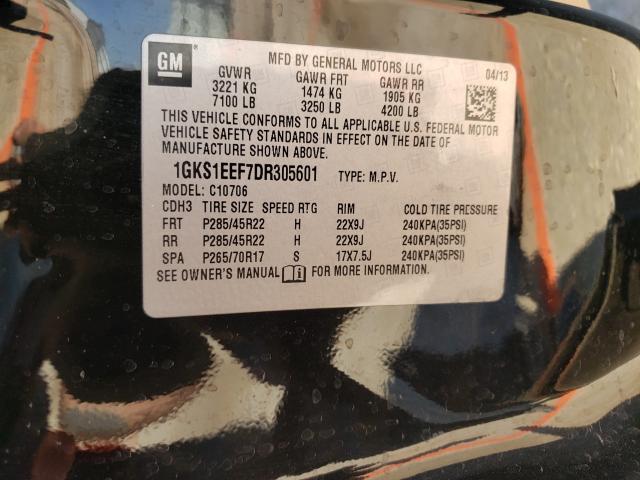 GM
MFD BY GENERAL MOTORS LLC
04/13
GVWR GAWR FRT GAWR RR
3221 KG 1474 KG 1905 KG
7100 LB 3250 LB 4200 LB
THIS VEHICLE CONFORMS TO ALL APPLICABLE U.S. FEDERAL MOTOR
VEHICLE SAFETY STANDARDS IN EFFECT ON THE DATE OF
MANUFACTURE SHOWN ABOVE.
1GKS1EEF7DR305601 TYPE: M.P.V.
MODEL: C10706
CDH3 TIRE SIZE SPEED RTG RIM COLD TIRE PRESSURE
FRT P285/45R22 H 22X9J 240KPA(35PSI)
RR P285/45R22 H 22X9J 240KPA(35PSI)
SPA P265/70R17 S 17X7.5J 240KPA(35PSI)
SEE OWNER'S MANUAL i FOR MORE INFORMATION.